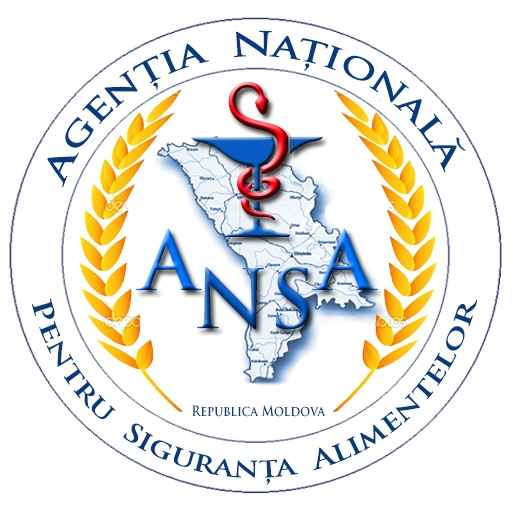 AGENȚIA NAȚIONALĂ
ANSA
REPUBLICA MOLDOVA
PENTRU SIGURANȚA ALIMENTELOR